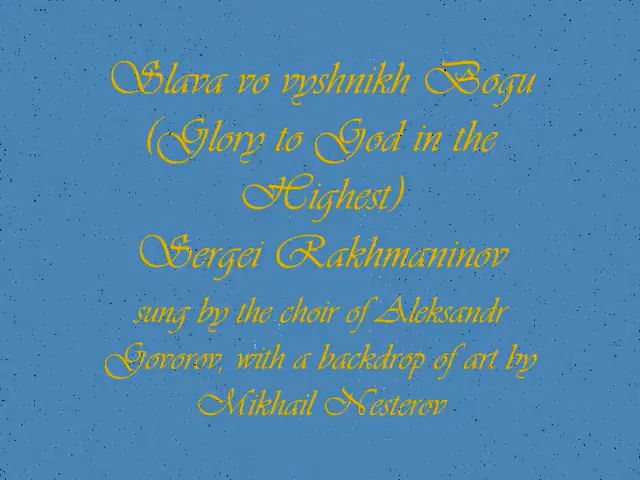 Slava vo vyshnikh Bogu
(Glory to God in the
Highest)
Sergei Rakhmaninov
sung by the choir of Aleksandr
Govorov, with a backdrop of art by
Mikhail Nesterov